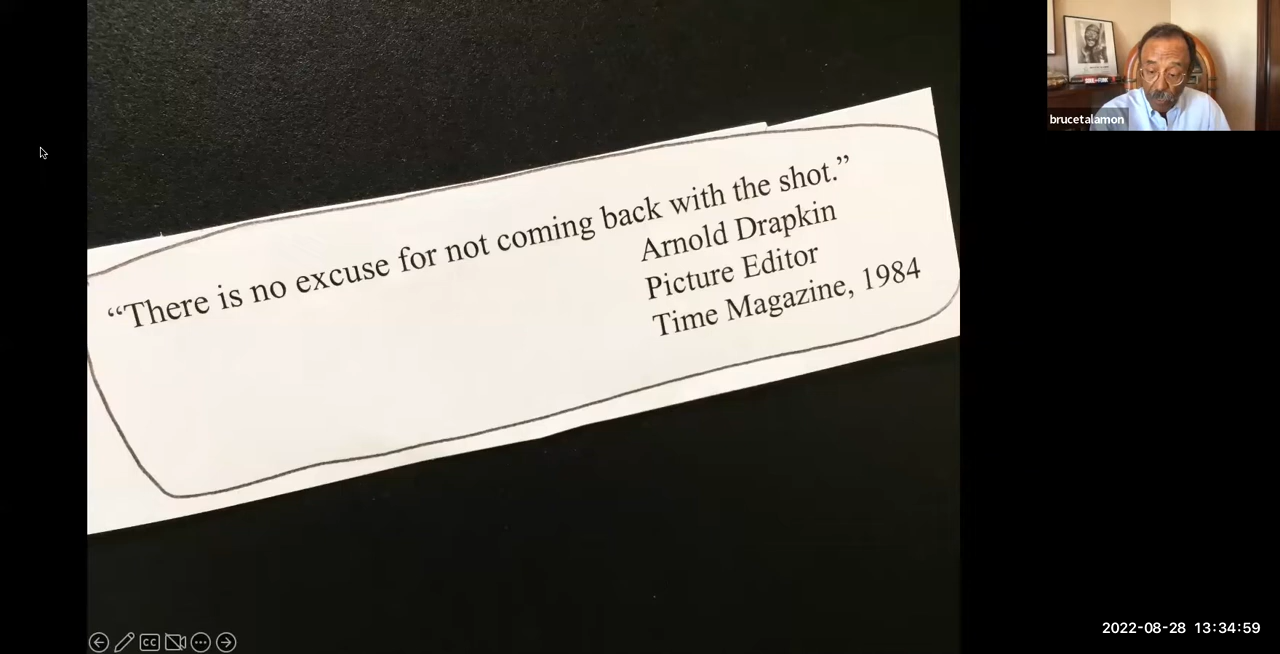 “There is no excuse for not coming back with the shot.”
Arnold Drapkin
Picture Editor
Time Magazine, 1984
brucetalamon
CC
2022-08-28 13:34:59